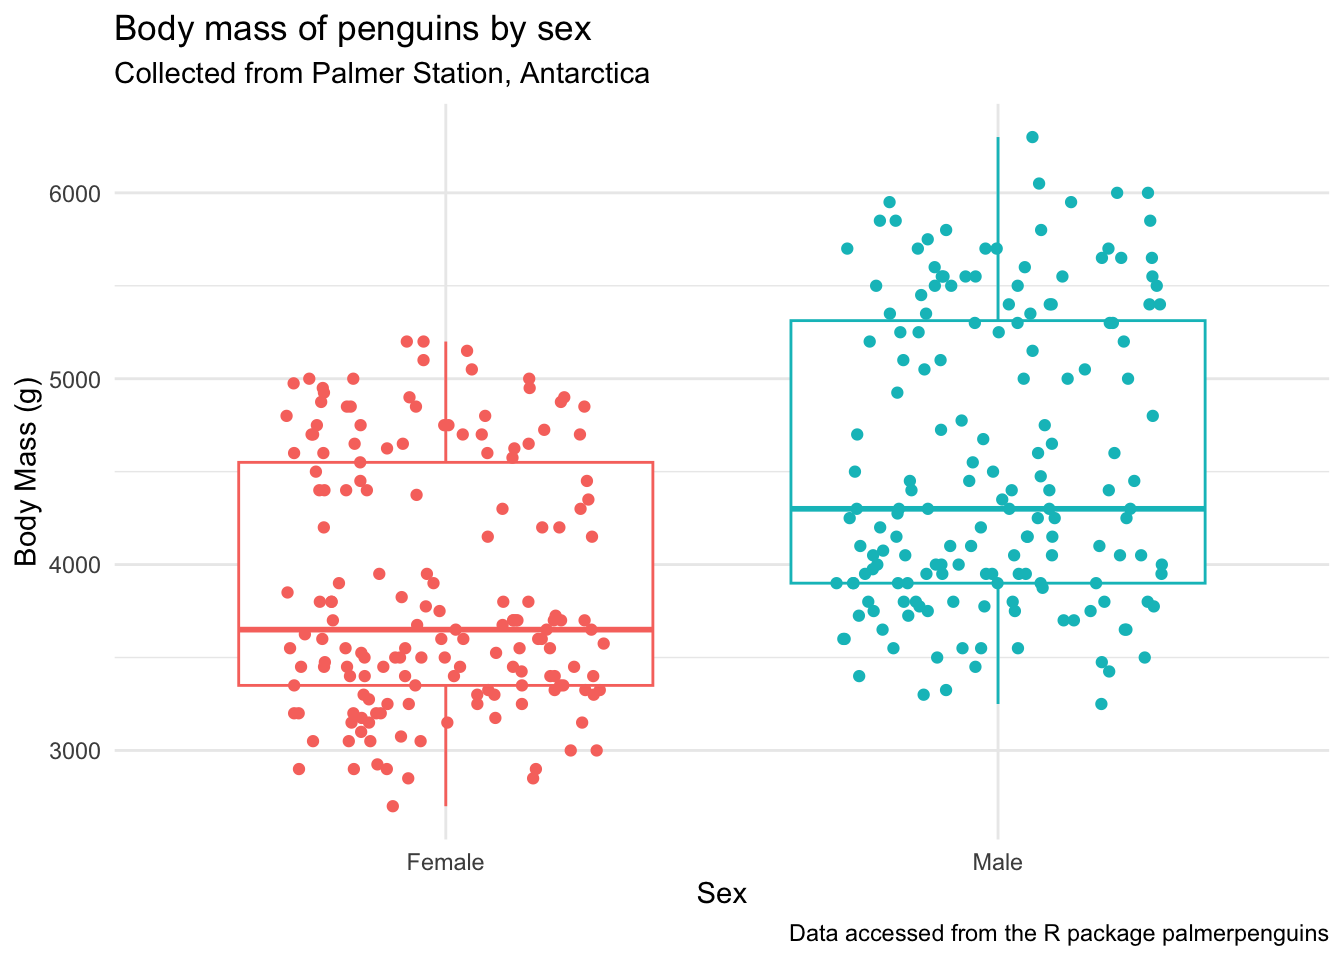 Body mass of penguins by sex
Collected from Palmer Station, Antarctica
Body Mass (g)
6000
5000
4000
3000
Female
Male
Sex
Data accessed from the R package palmerpenguins